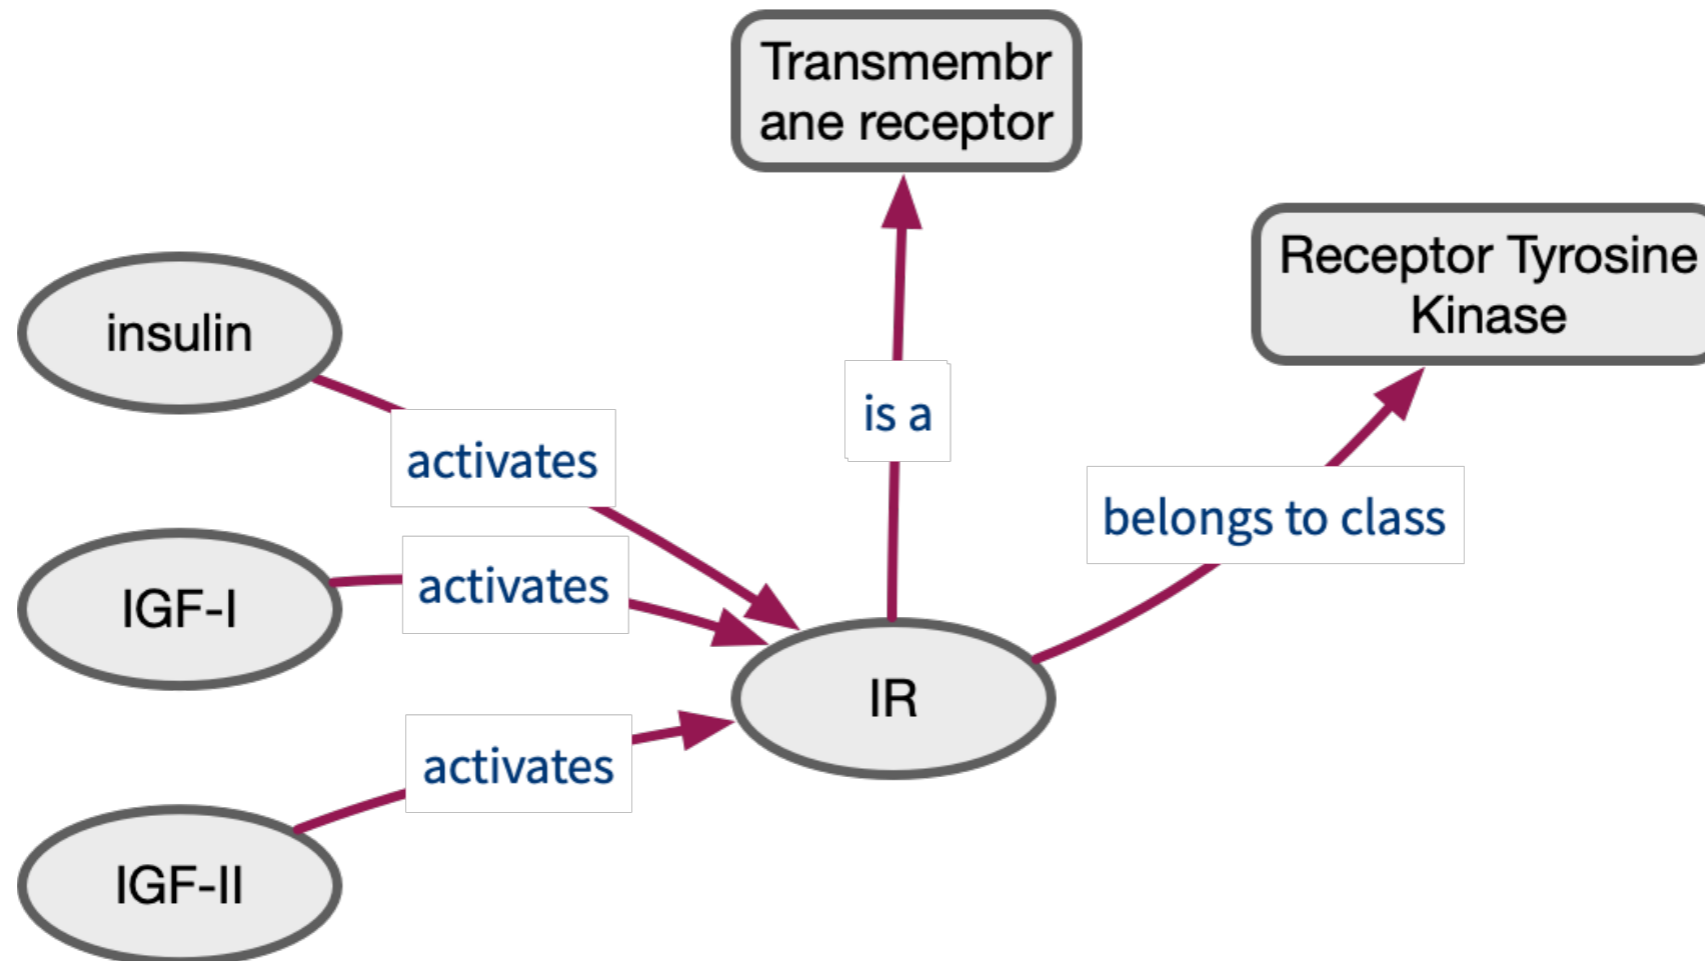 Transmembr
ane receptor
Receptor Tyrosine
Kinase
insulin
is a
activates
belongs to class
IGF-I
activates
IR
activates
IGF-II